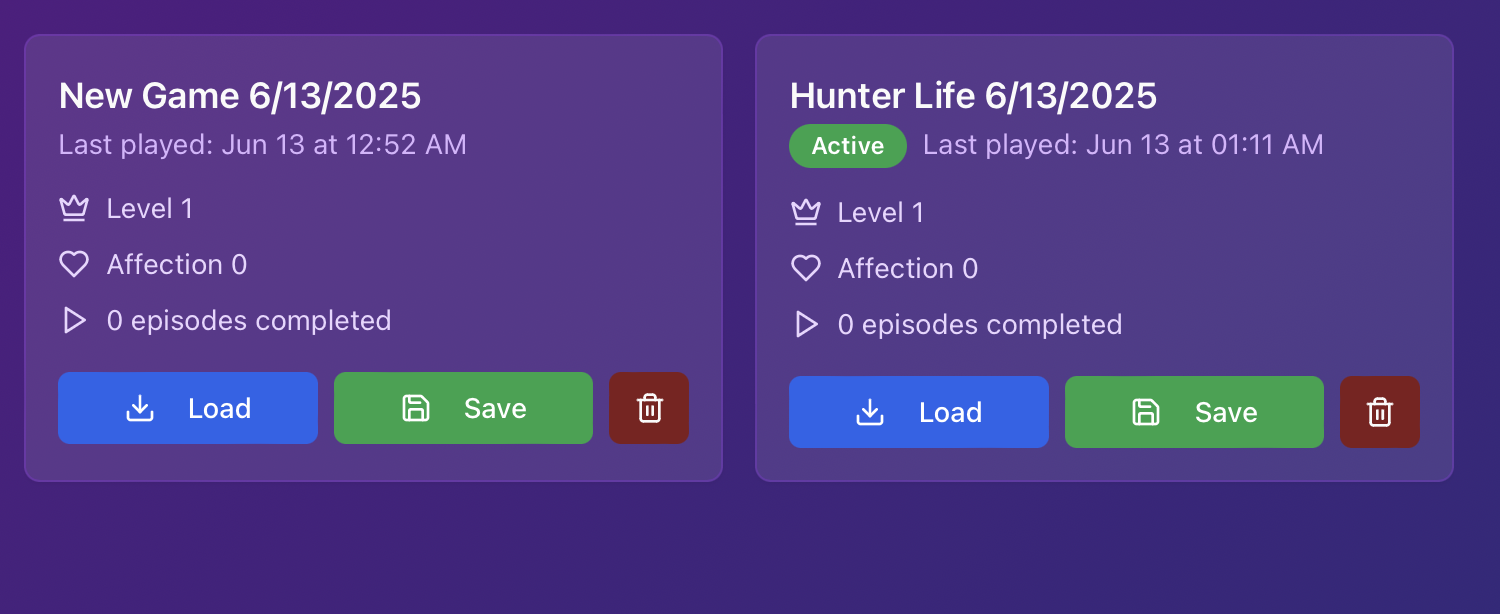 New Game 6/13/2025
Last played: Jun 13 at 12:52 AM
Level 1
Affection 0
0 episodes completed
Load Save
Hunter Life 6/13/2025
Active Last played: Jun 13 at 01:11 AM
Level 1
Affection 0
0 episodes completed
Load Save